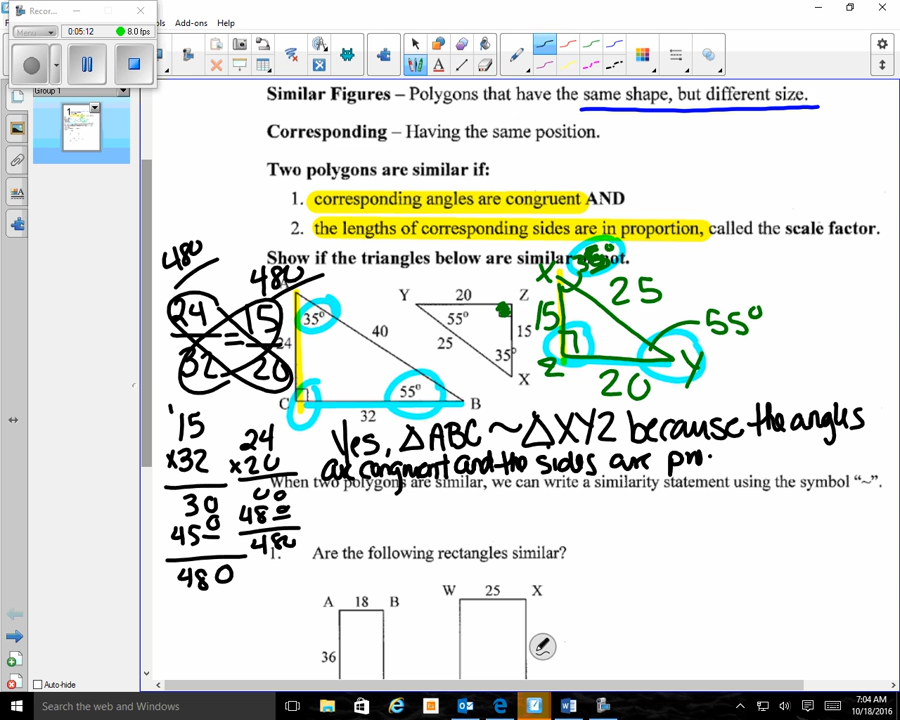 Recor...
Menu
0:05:12
8.0 fps
ols Add-ons Help
Group 1
1
Similar Figures – Polygons that have the same shape, but different size.
Corresponding – Having the same position.
Two polygons are similar if:
1. corresponding angles are congruent AND
2. the lengths of corresponding sides are in proportion, called the scale factor.
Show if the triangles below are similar or not.
480
480
24 = 15
32 20
A
35°
24
40
C
55°
B
32
Y 20 Z
55°
25
15
35°
X
X 35°
25
15
55°
Z
20
Y
15
x32
30
450
480
24
x20
00
480
480
Yes, △ABC ~ △XYZ because the angles
are congruent and the sides are pro.
When two polygons are similar, we can write a similarity statement using the symbol “~”.
1. Are the following rectangles similar?
A 18 B
36
W 25 X
Auto-hide
Search the web and Windows
7:04 AM
10/18/2016